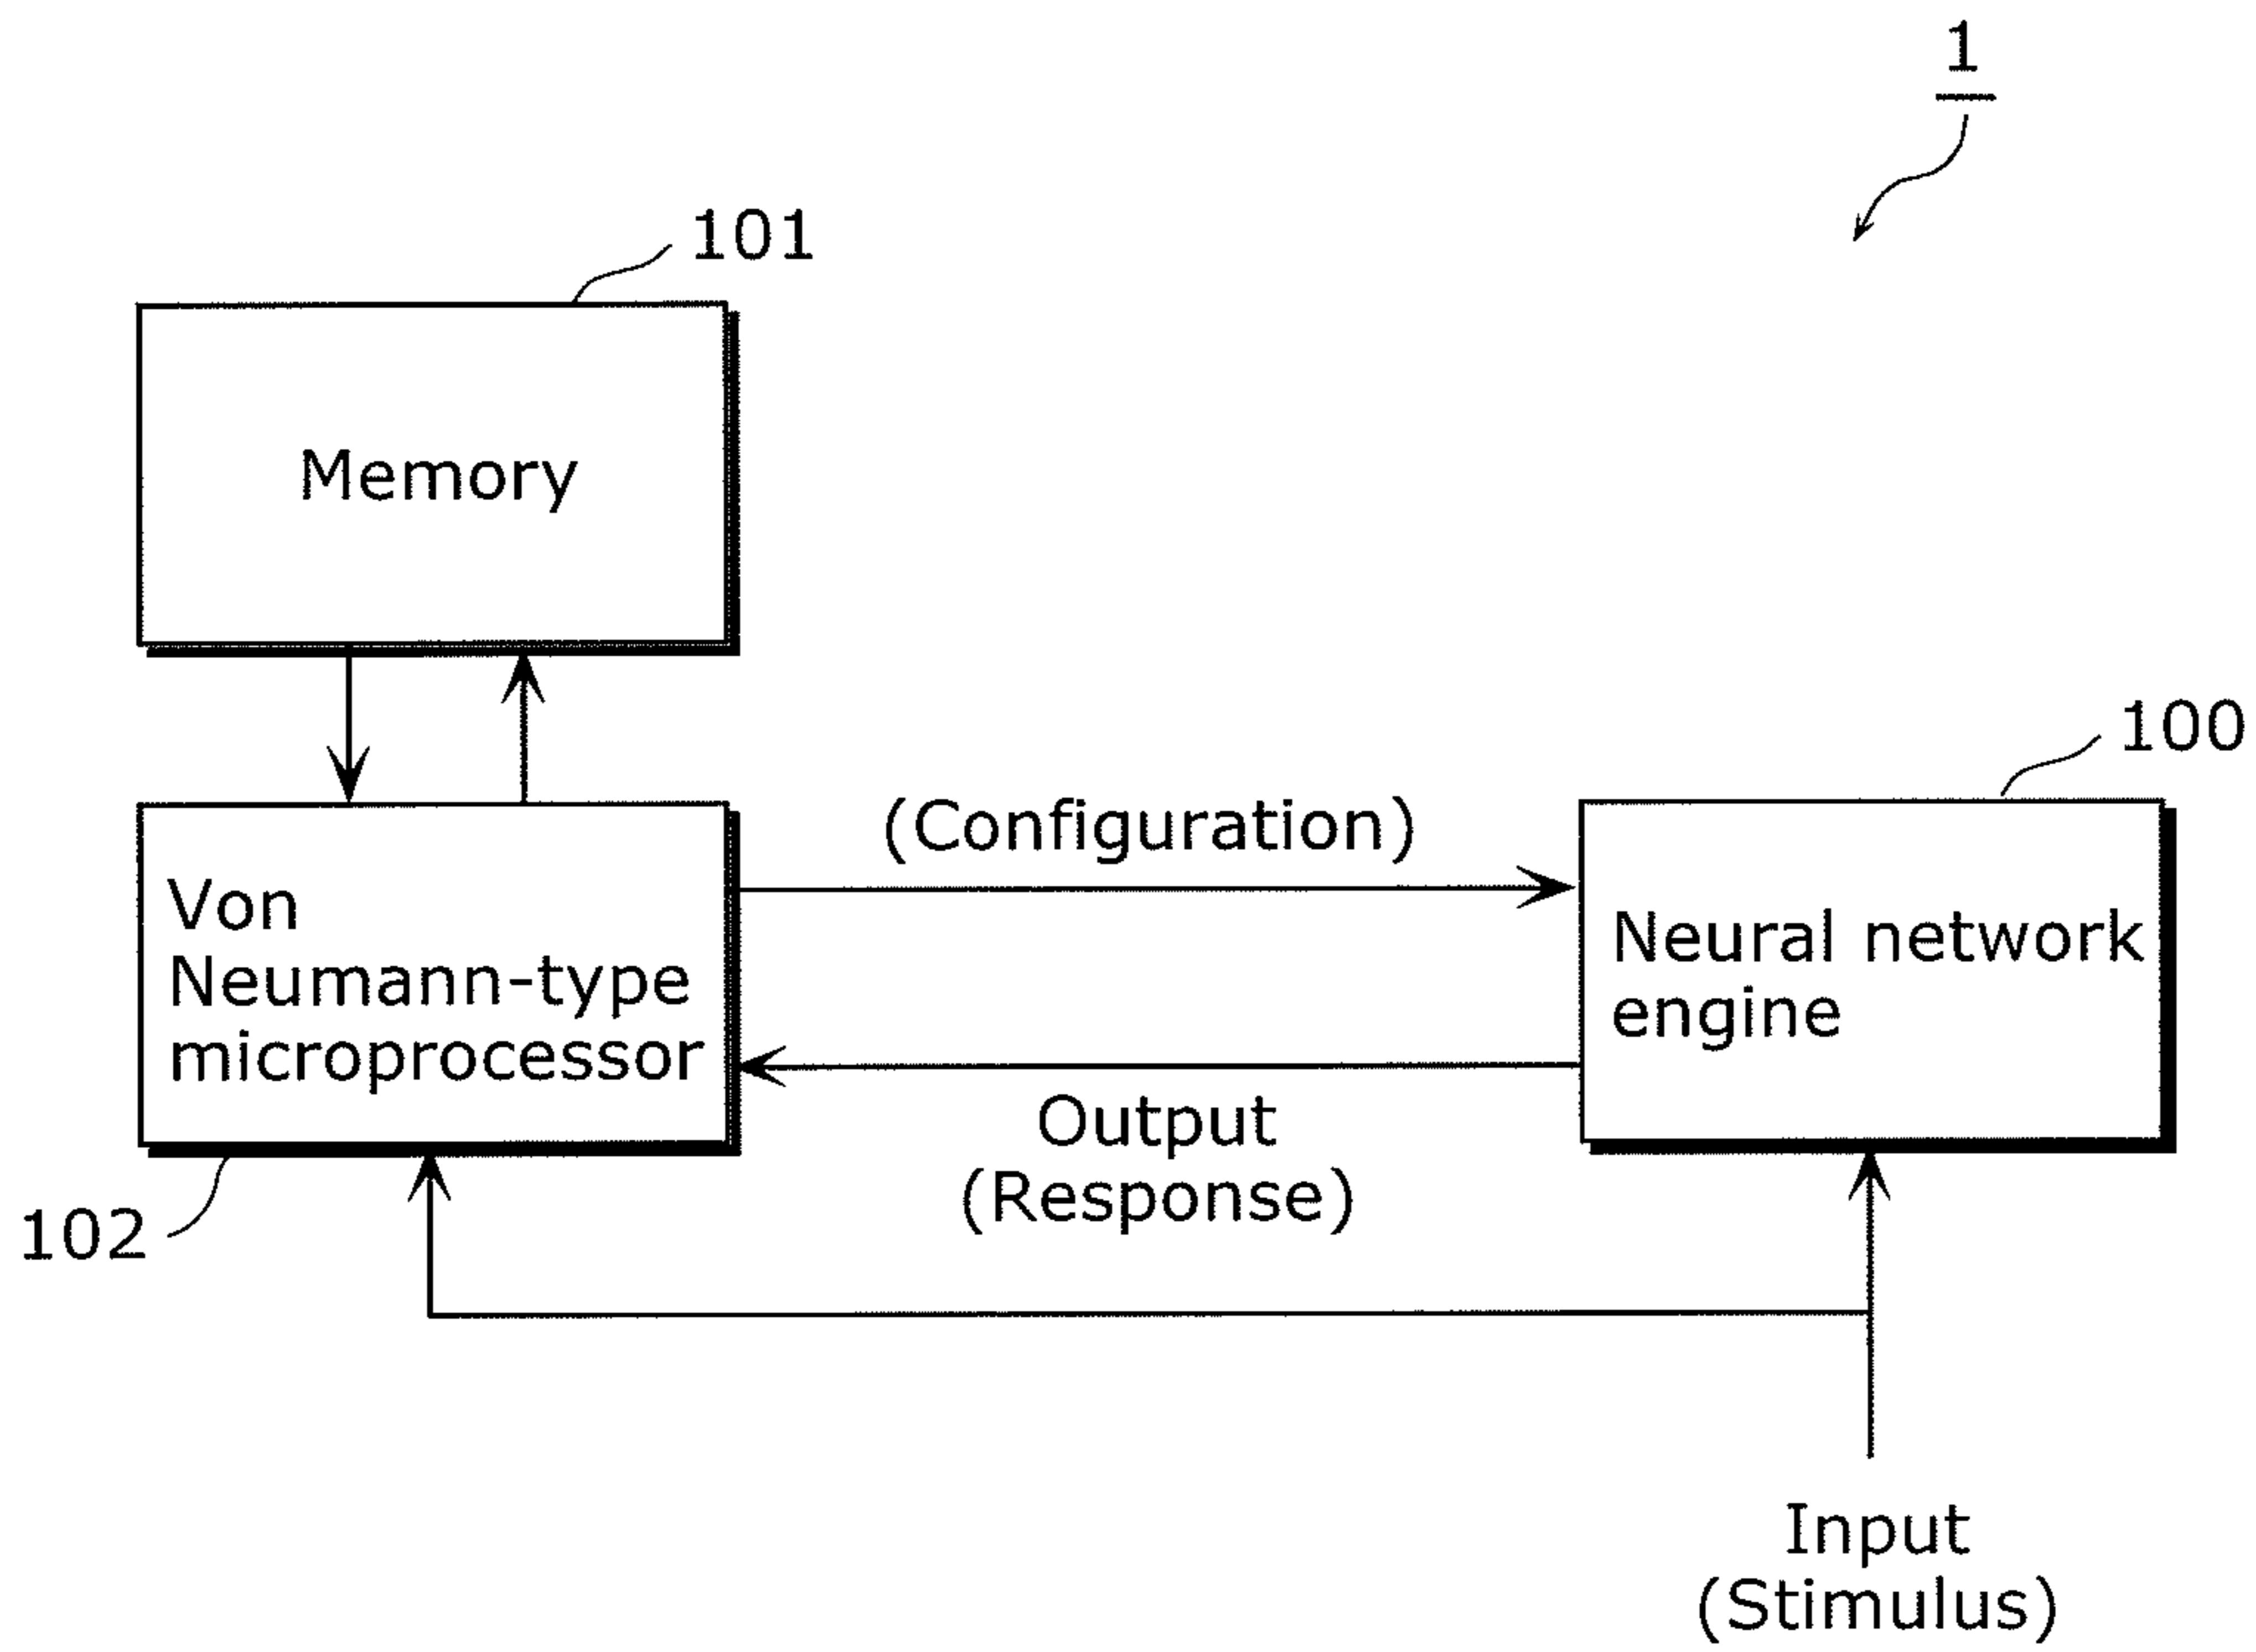 1
101
Memory
100
(Configuration)
Von
Neumann-type
microprocessor
Neural network
engine
Output
(Response)
102
Input
(Stimulus)